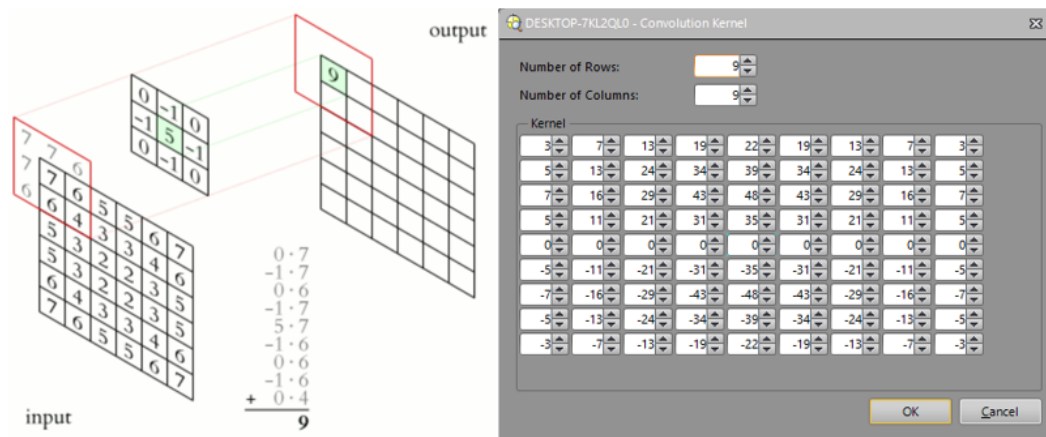 output
9
0 -1 0
-1 5 -1
0 -1 0
7 7 6
7 7 6 5 5 6 7
6 6 4 3 3 4 6
5 3 2 2 3 5
5 3 2 2 3 5
6 4 3 3 4 6
7 6 5 5 6 7
0 · 7
-1 · 7
0 · 6
-1 · 7
5 · 7
-1 · 6
0 · 6
-1 · 6
+ 0 · 4
9
input
DESKTOP-7KL2QL0 - Convolution Kernel
Number of Rows: 9
Number of Columns: 9
Kernel
3 7 13 19 22 19 13 7 3
5 13 24 34 39 34 24 13 5
7 16 29 43 48 43 29 16 7
5 11 21 31 35 31 21 11 5
0 0 0 0 0 0 0 0 0
-5 -11 -21 -31 -35 -31 -21 -11 -5
-7 -16 -29 -43 -48 -43 -29 -16 -7
-5 -13 -24 -34 -39 -34 -24 -13 -5
-3 -7 -13 -19 -22 -19 -13 -7 -3
OK Cancel